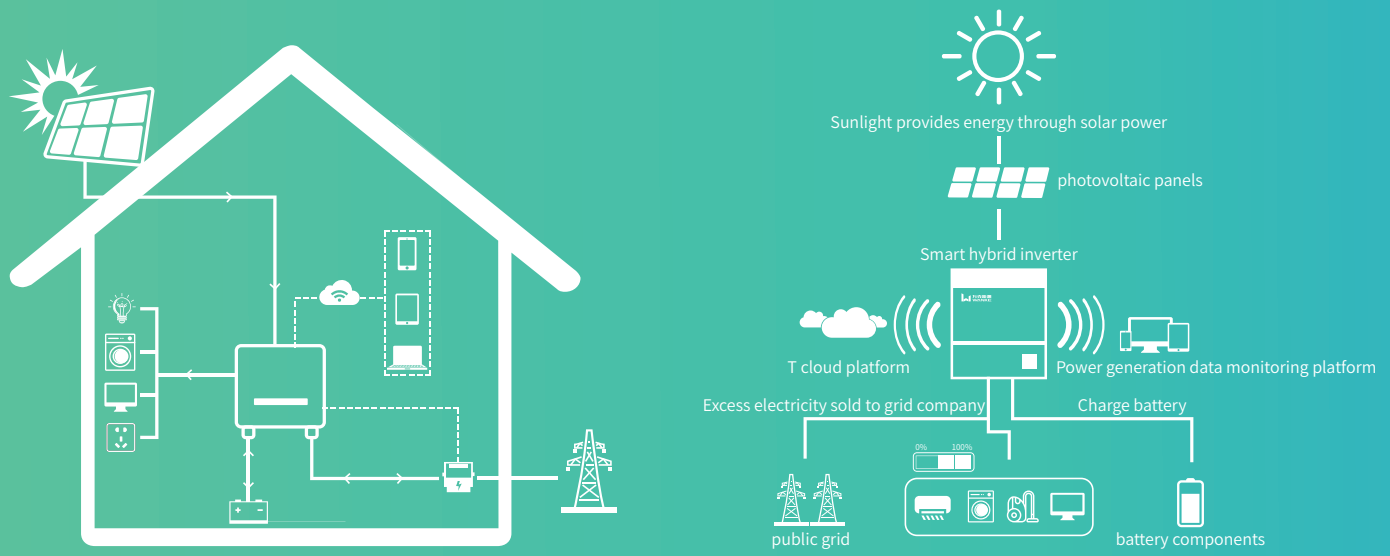 Sunlight provides energy through solar power
photovoltaic panels
Smart hybrid inverter
T cloud platform
Power generation data monitoring platform
Excess electricity sold to grid company
Charge battery
0% 100%
public grid
battery components